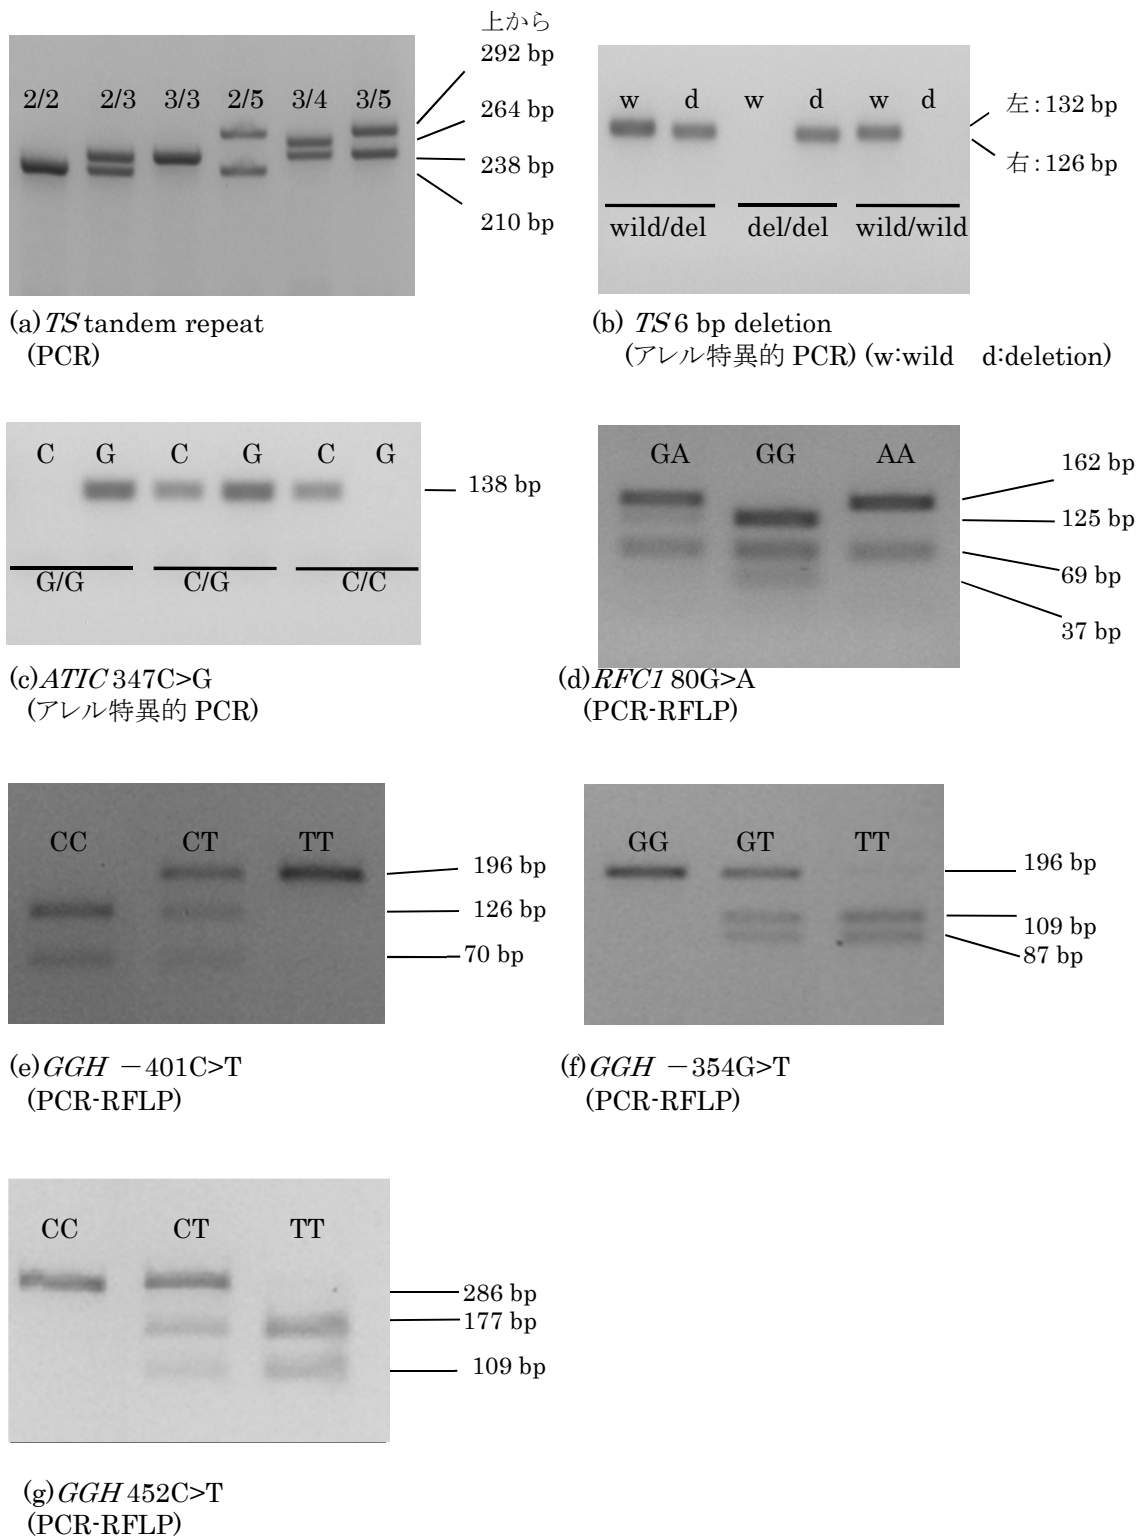 上から
292 bp
264 bp
238 bp
210 bp
2/2 2/3 3/3 2/5 3/4 3/5
(a) TS tandem repeat
(PCR)
w d w d w d
左:132 bp
右:126 bp
wild/del del/del wild/wild
(b) TS 6 bp deletion
(アレル特異的 PCR) (w:wild d:deletion)
C G C G C G
138 bp
G/G C/G C/C
(c) ATIC 347C>G
(アレル特異的 PCR)
GA GG AA
162 bp
125 bp
69 bp
37 bp
(d) RFC1 80G>A
(PCR-RFLP)
CC CT TT
196 bp
126 bp
70 bp
(e) GGH －401C>T
(PCR-RFLP)
GG GT TT
196 bp
109 bp
87 bp
(f) GGH －354G>T
(PCR-RFLP)
CC CT TT
286 bp
177 bp
109 bp
(g) GGH 452C>T
(PCR-RFLP)